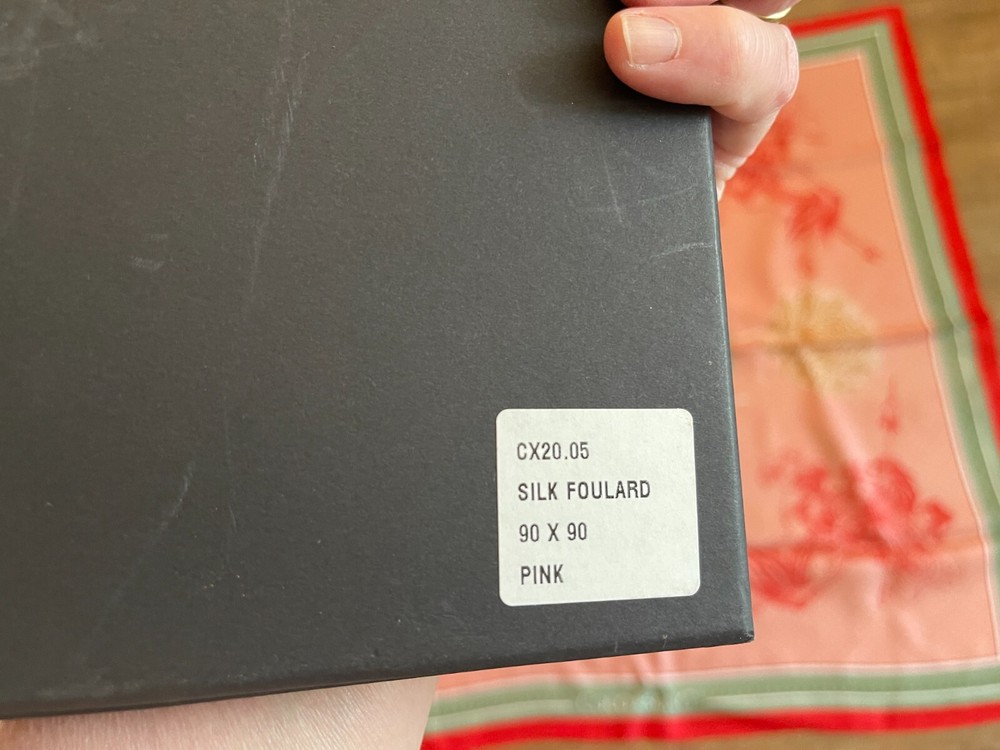 CX20.05
SILK FOULARD
90 X 90
PINK